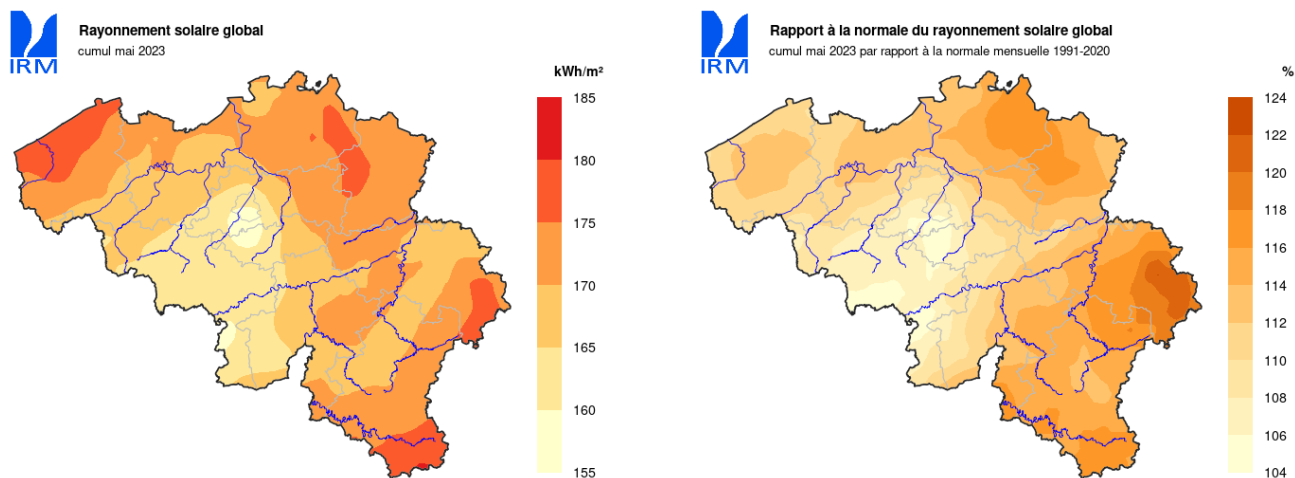 IRM
Rayonnement solaire global
cumul mai 2023
kWh/m²
185
180
175
170
165
160
155
IRM
Rapport à la normale du rayonnement solaire global
cumul mai 2023 par rapport à la normale mensuelle 1991-2020
%
124
122
120
118
116
114
112
110
108
106
104